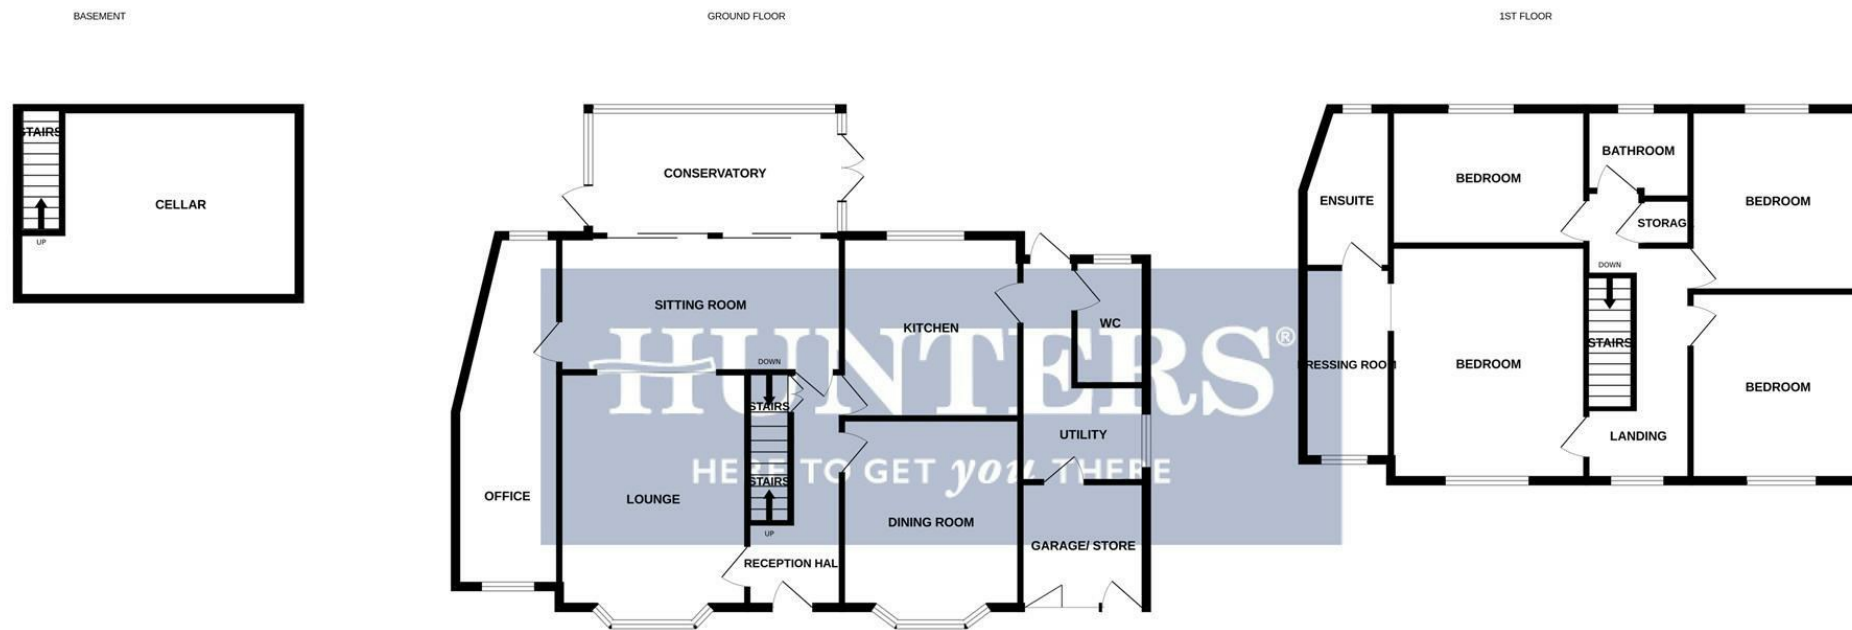 BASEMENT
GROUND FLOOR
1ST FLOOR
STAIRS
CELLAR
UP
CONSERVATORY
SITTING ROOM
KITCHEN
WC
DOWN
STAIRS
STAIRS
UP
LOUNGE
OFFICE
DINING ROOM
UTILITY
GARAGE/ STORE
RECEPTION HAL
HUNTERS®
HERE TO GET you THERE
BATHROOM
BEDROOM
ENSUITE
BEDROOM
STORAG
DOWN
STAIRS
DRESSING ROOM
BEDROOM
BEDROOM
LANDING